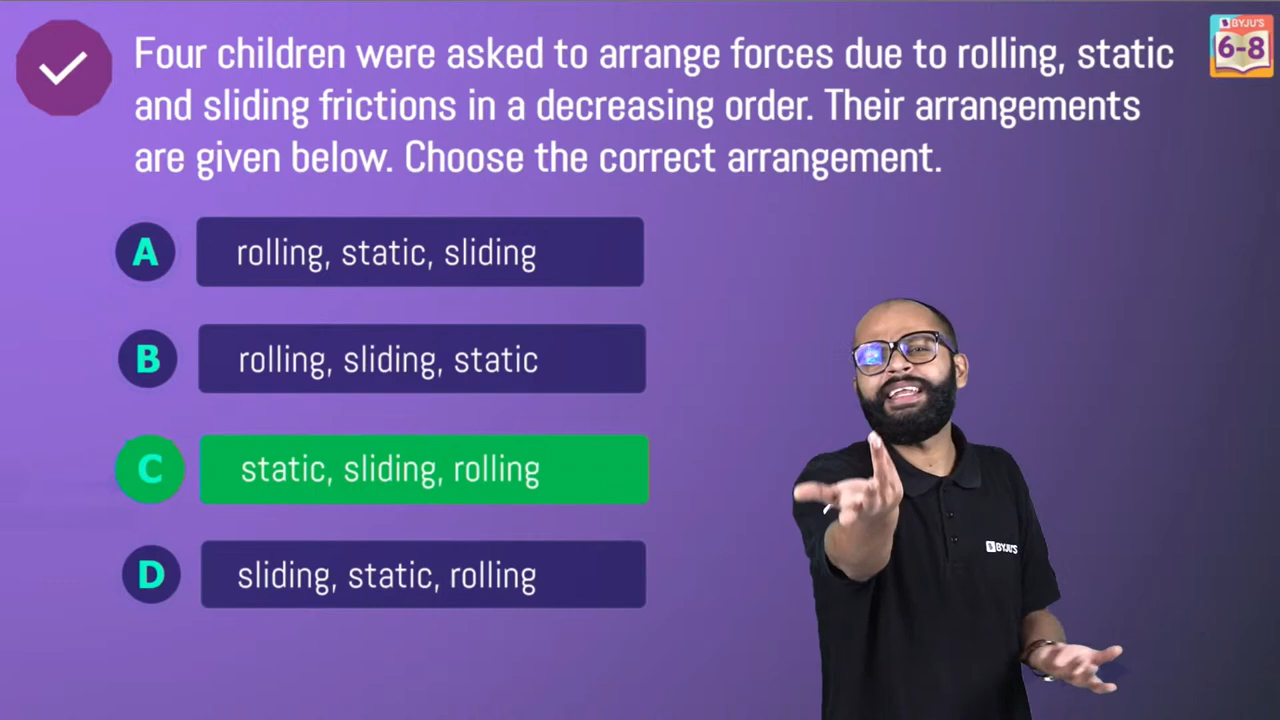 Four children were asked to arrange forces due to rolling, static
and sliding frictions in a decreasing order. Their arrangements
are given below. Choose the correct arrangement.
BYJU'S
6-8
A rolling, static, sliding
B rolling, sliding, static
C static, sliding, rolling
D sliding, static, rolling
BYJU'S